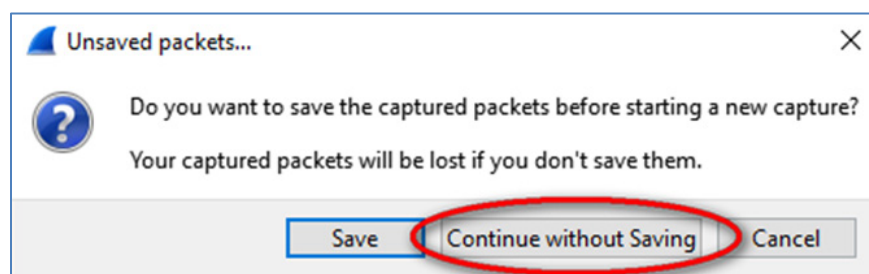 Unsaved packets...
Do you want to save the captured packets before starting a new capture?
Your captured packets will be lost if you don't save them.
Save Continue without Saving Cancel